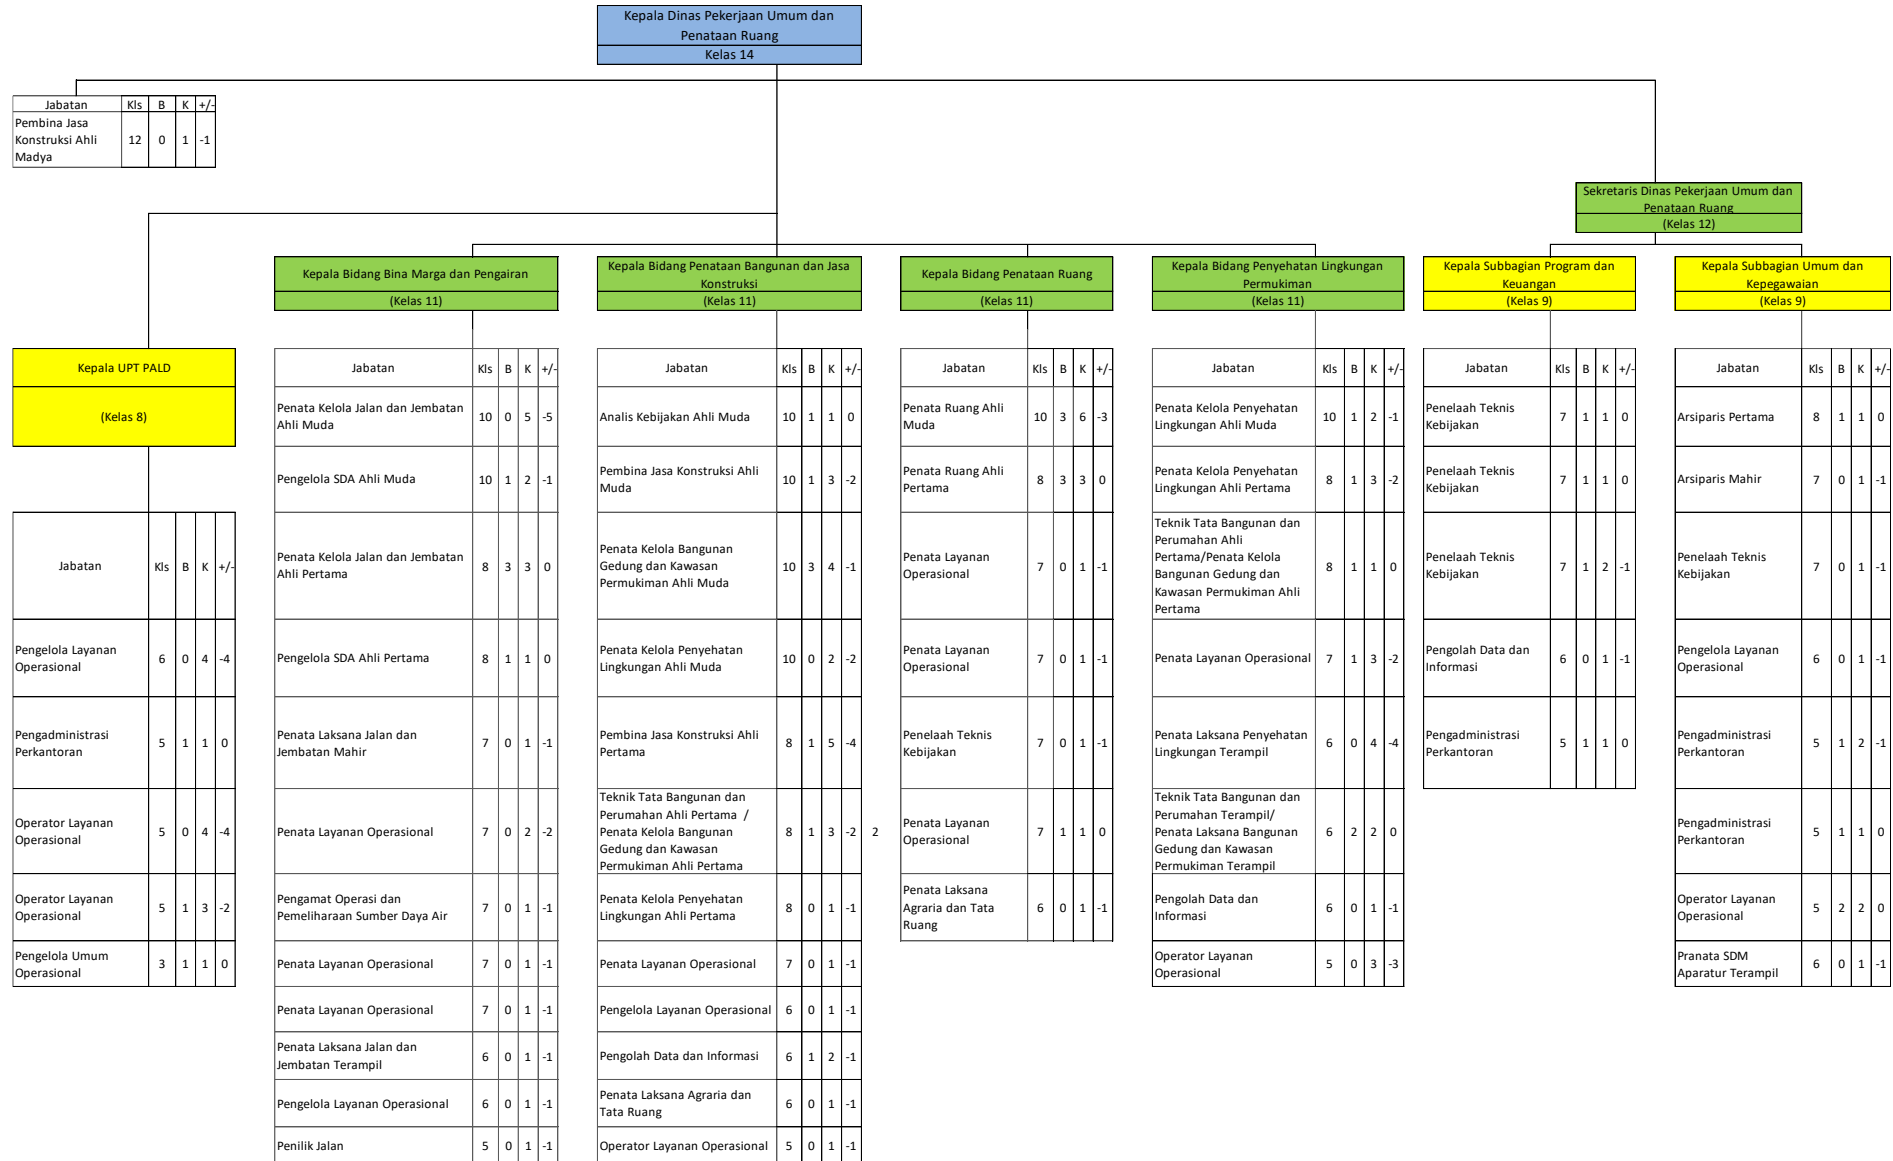 Kepala Dinas Pekerjaan Umum dan
Penataan Ruang
Kelas 14
Jabatan Kls B K +/-
Pembina Jasa
Konstruksi Ahli
Madya
12 0 1 -1
Sekretaris Dinas Pekerjaan Umum dan
Penataan Ruang
(Kelas 12)
Kepala UPT PALD
(Kelas 8)
Jabatan Kls B K +/-
Pengelola Layanan
Operasional
6 0 4 -4
Pengadministrasi
Perkantoran
5 1 1 0
Operator Layanan
Operasional
5 0 4 -4
Operator Layanan
Operasional
5 1 3 -2
Pengelola Umum
Operasional
3 1 1 0
Kepala Bidang Bina Marga dan Pengairan
(Kelas 11)
Jabatan Kls B K +/-
Penata Kelola Jalan dan Jembatan
Ahli Muda
10 0 5 -5
Pengelola SDA Ahli Muda 10 1 2 -1
Penata Kelola Jalan dan Jembatan
Ahli Pertama
8 3 3 0
Pengelola SDA Ahli Pertama 8 1 1 0
Penata Laksana Jalan dan
Jembatan Mahir
7 0 1 -1
Penata Layanan Operasional 7 0 2 -2
Pengamat Operasi dan
Pemeliharaan Sumber Daya Air
7 0 1 -1
Penata Layanan Operasional 7 0 1 -1
Penata Layanan Operasional 7 0 1 -1
Penata Laksana Jalan dan
Jembatan Terampil
6 0 1 -1
Pengelola Layanan Operasional 6 0 1 -1
Penilik Jalan 5 0 1 -1
Kepala Bidang Penataan Bangunan dan Jasa
Konstruksi
(Kelas 11)
Jabatan Kls B K +/-
Analis Kebijakan Ahli Muda 10 1 1 0
Pembina Jasa Konstruksi Ahli
Muda
10 1 3 -2
Penata Kelola Bangunan
Gedung dan Kawasan
Permukiman Ahli Muda
10 3 4 -1
Penata Kelola Penyehatan
Lingkungan Ahli Muda
10 0 2 -2
Pembina Jasa Konstruksi Ahli
Pertama
8 1 5 -4
Teknik Tata Bangunan dan
Perumahan Ahli Pertama /
Penata Kelola Bangunan
Gedung dan Kawasan
Permukiman Ahli Pertama
8 1 3 -2 2
Penata Kelola Penyehatan
Lingkungan Ahli Pertama
8 0 1 -1
Penata Layanan Operasional 7 0 1 -1
Pengelola Layanan Operasional 6 0 1 -1
Pengolah Data dan Informasi 6 1 2 -1
Penata Laksana Agraria dan
Tata Ruang
6 0 1 -1
Operator Layanan Operasional 5 0 1 -1
Kepala Bidang Penataan Ruang
(Kelas 11)
Jabatan Kls B K +/-
Penata Ruang Ahli
Muda
10 3 6 -3
Penata Ruang Ahli
Pertama
8 3 3 0
Penata Layanan
Operasional
7 0 1 -1
Penata Layanan
Operasional
7 0 1 -1
Penelaah Teknis
Kebijakan
7 0 1 -1
Penata Layanan
Operasional
7 1 1 0
Penata Laksana
Agraria dan Tata
Ruang
6 0 1 -1
Kepala Bidang Penyehatan Lingkungan
Permukiman
(Kelas 11)
Jabatan Kls B K +/-
Penata Kelola Penyehatan
Lingkungan Ahli Muda
10 1 2 -1
Penata Kelola Penyehatan
Lingkungan Ahli Pertama
8 1 3 -2
Teknik Tata Bangunan dan
Perumahan Ahli
Pertama/Penata Kelola
Bangunan Gedung dan
Kawasan Permukiman Ahli
Pertama
8 1 1 0
Penata Layanan Operasional 7 1 3 -2
Penata Laksana Penyehatan
Lingkungan Terampil
6 0 4 -4
Teknik Tata Bangunan dan
Perumahan Terampil/
Penata Laksana Bangunan
Gedung dan Kawasan
Permukiman Terampil
6 2 2 0
Pengolah Data dan
Informasi
6 0 1 -1
Operator Layanan
Operasional
5 0 3 -3
Kepala Subbagian Program dan
Keuangan
(Kelas 9)
Jabatan Kls B K +/-
Penelaah Teknis
Kebijakan
7 1 1 0
Penelaah Teknis
Kebijakan
7 1 1 0
Penelaah Teknis
Kebijakan
7 1 2 -1
Pengolah Data dan
Informasi
6 0 1 -1
Pengadministrasi
Perkantoran
5 1 1 0
Kepala Subbagian Umum dan
Kepegawaian
(Kelas 9)
Jabatan Kls B K +/-
Arsiparis Pertama 8 1 1 0
Arsiparis Mahir 7 0 1 -1
Penelaah Teknis
Kebijakan
7 0 1 -1
Pengelola Layanan
Operasional
6 0 1 -1
Pengadministrasi
Perkantoran
5 1 2 -1
Pengadministrasi
Perkantoran
5 1 1 0
Operator Layanan
Operasional
5 2 2 0
Pranata SDM
Aparatur Terampil
6 0 1 -1